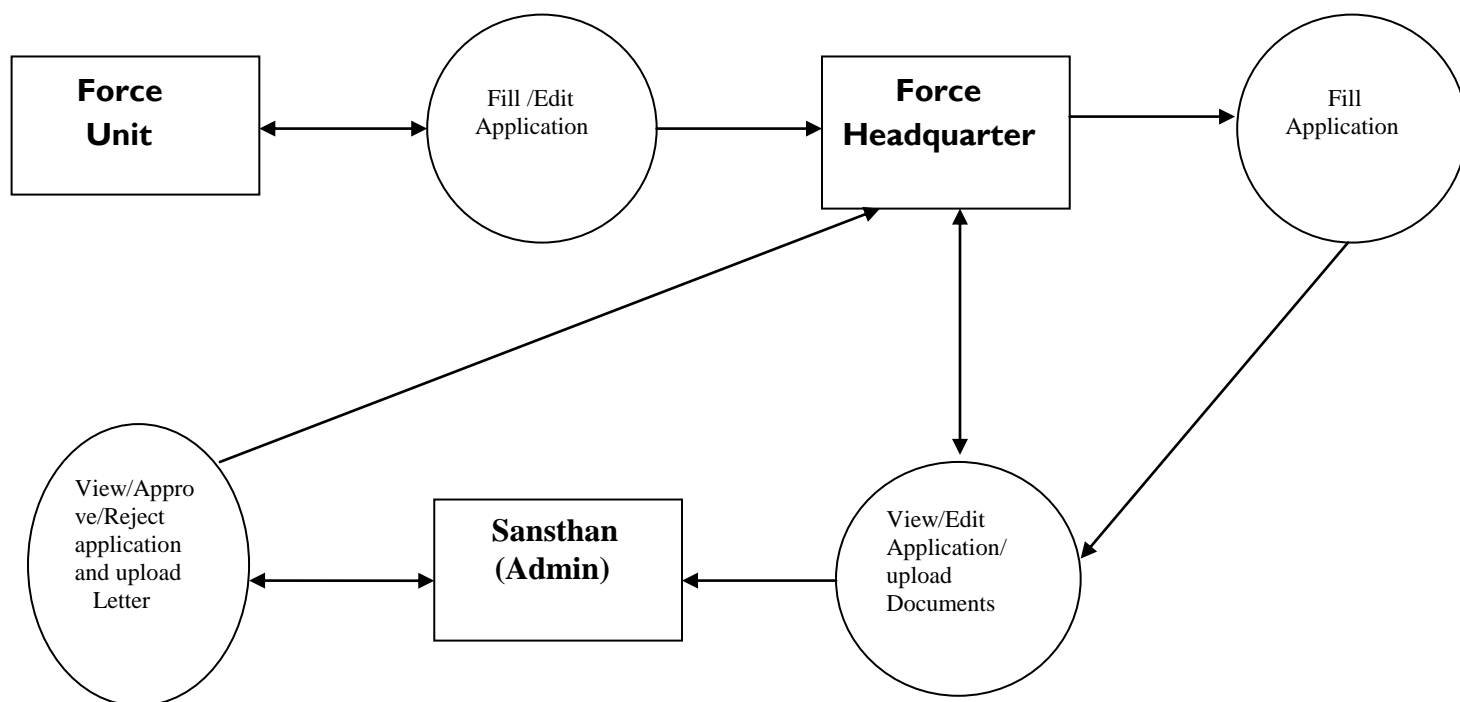 Force
Unit
Fill /Edit
Application
Force
Headquarter
Fill
Application
View/Appro
ve/Reject
application
and upload
Letter
Sansthan
(Admin)
View/Edit
Application/
upload
Documents